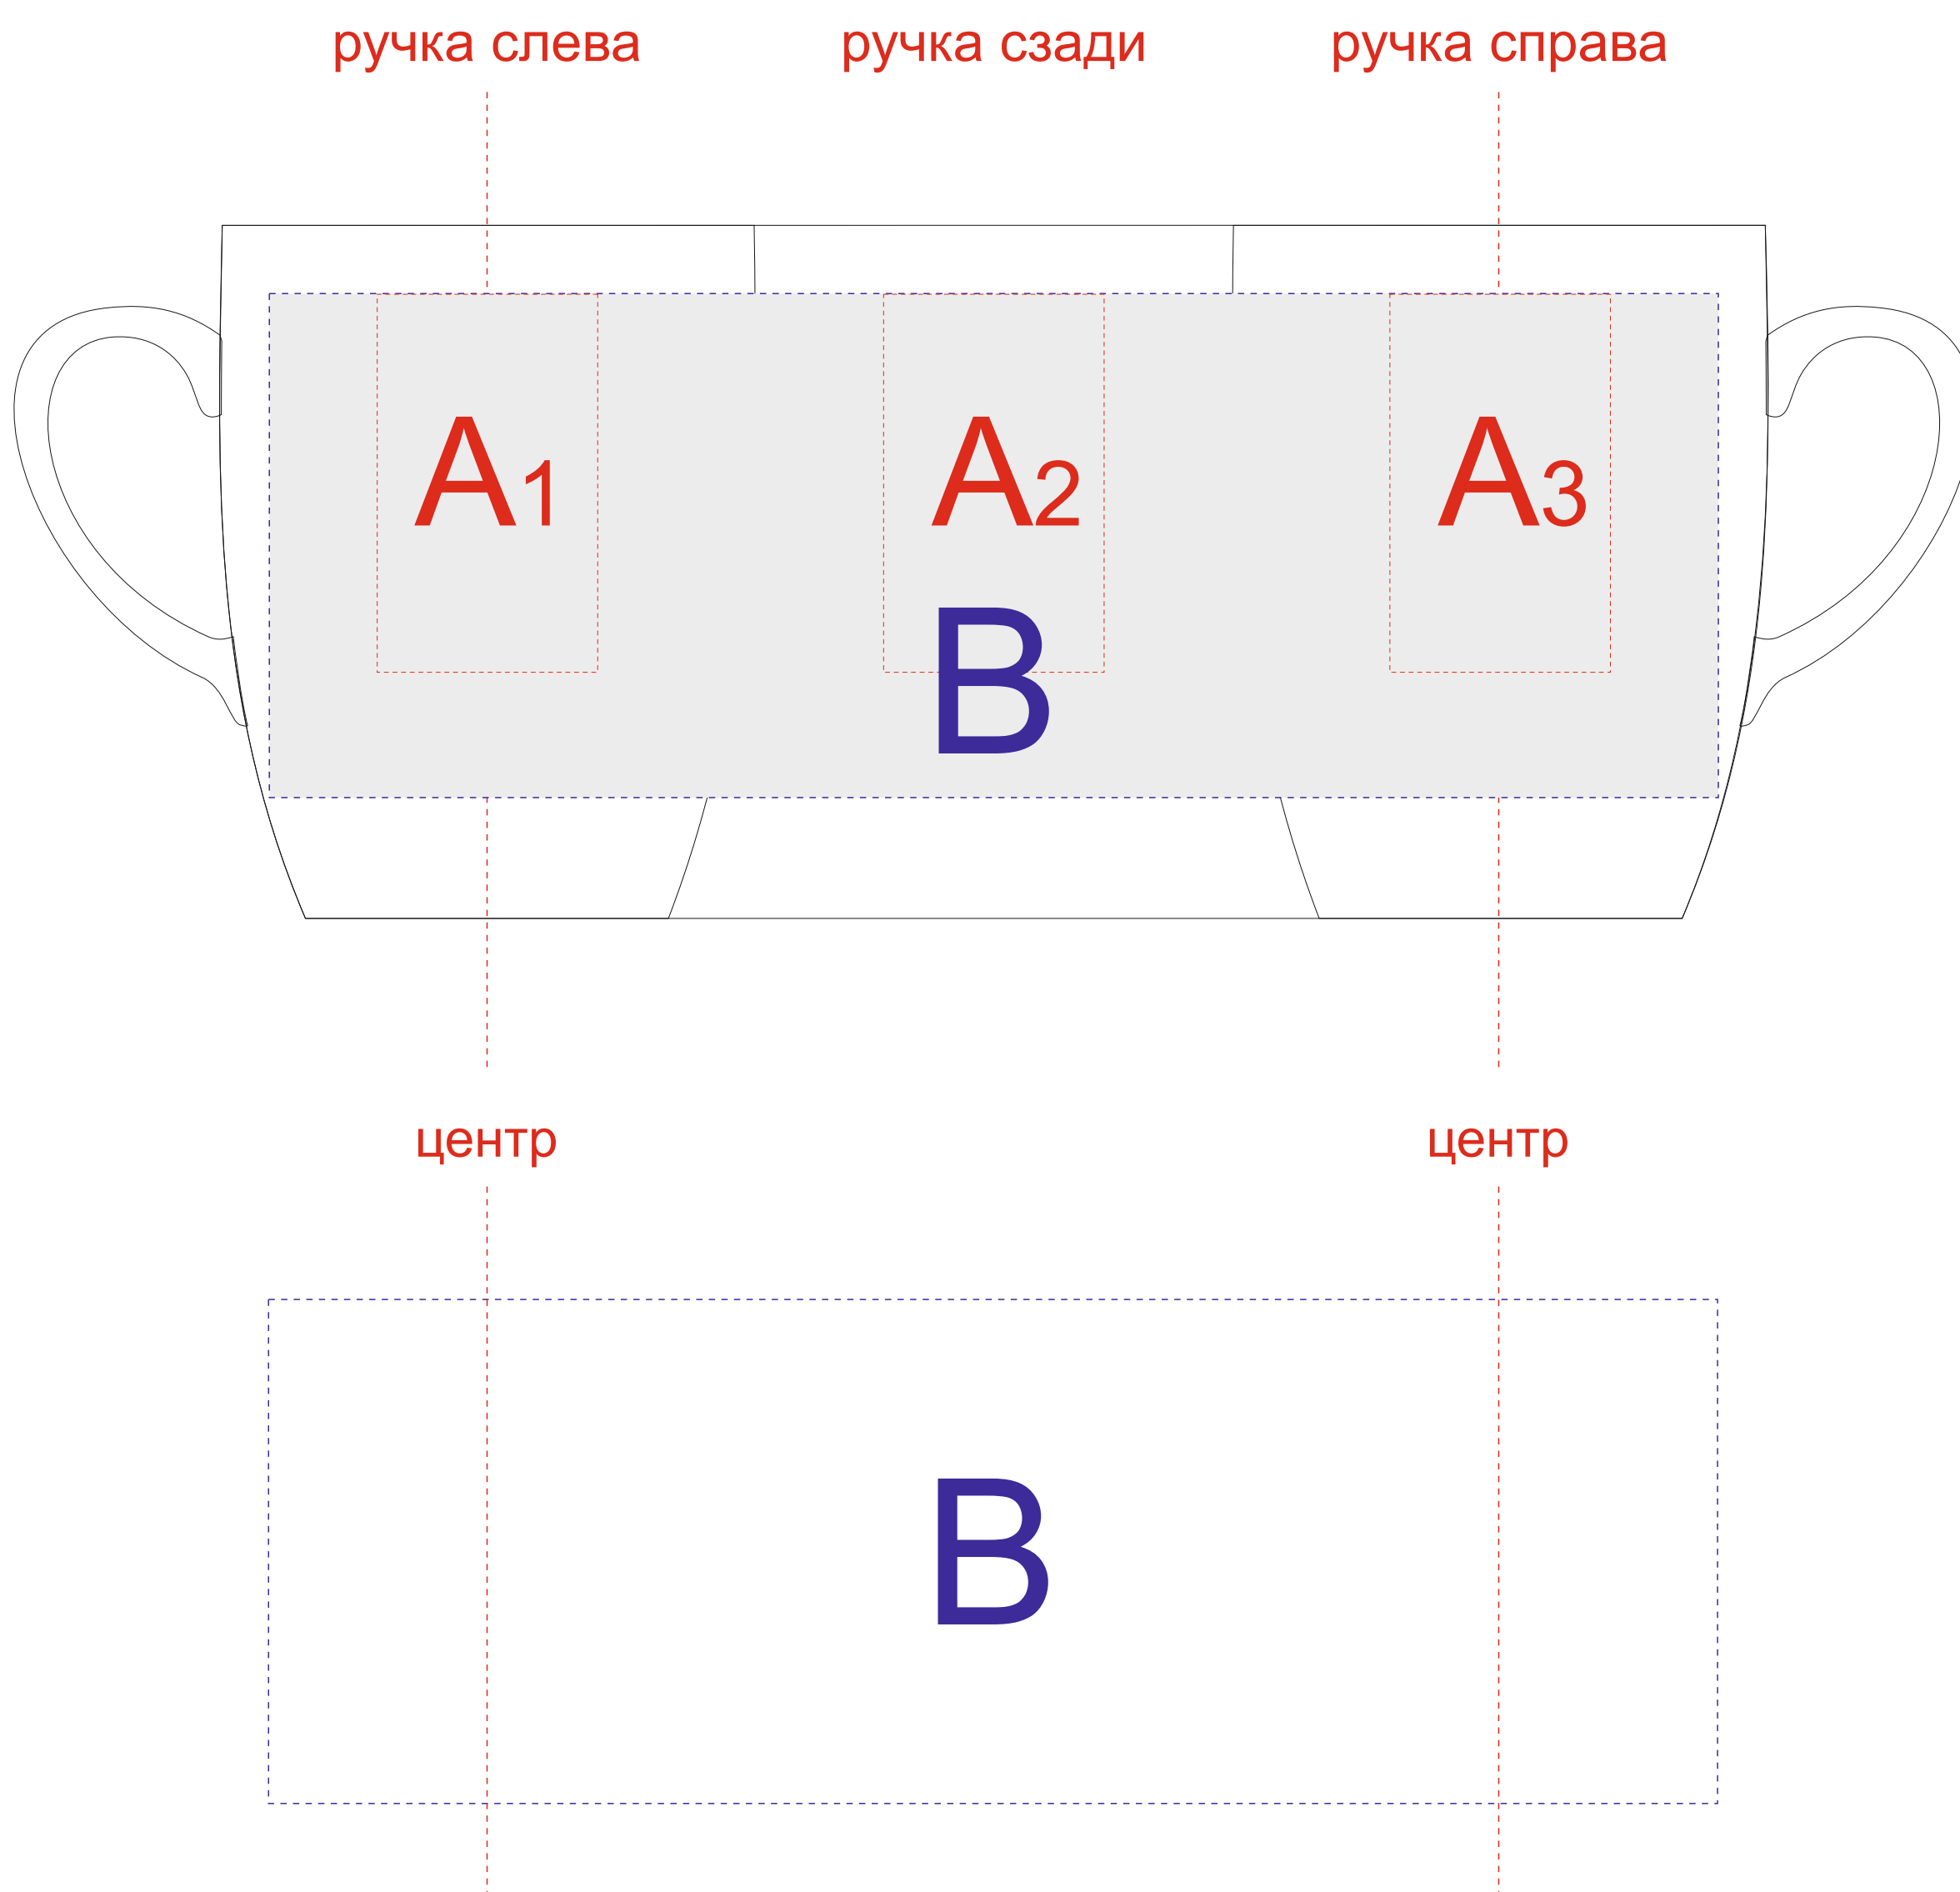 ручка слева ручка сзади ручка справа
A1 A2 A3
B
центр центр
B